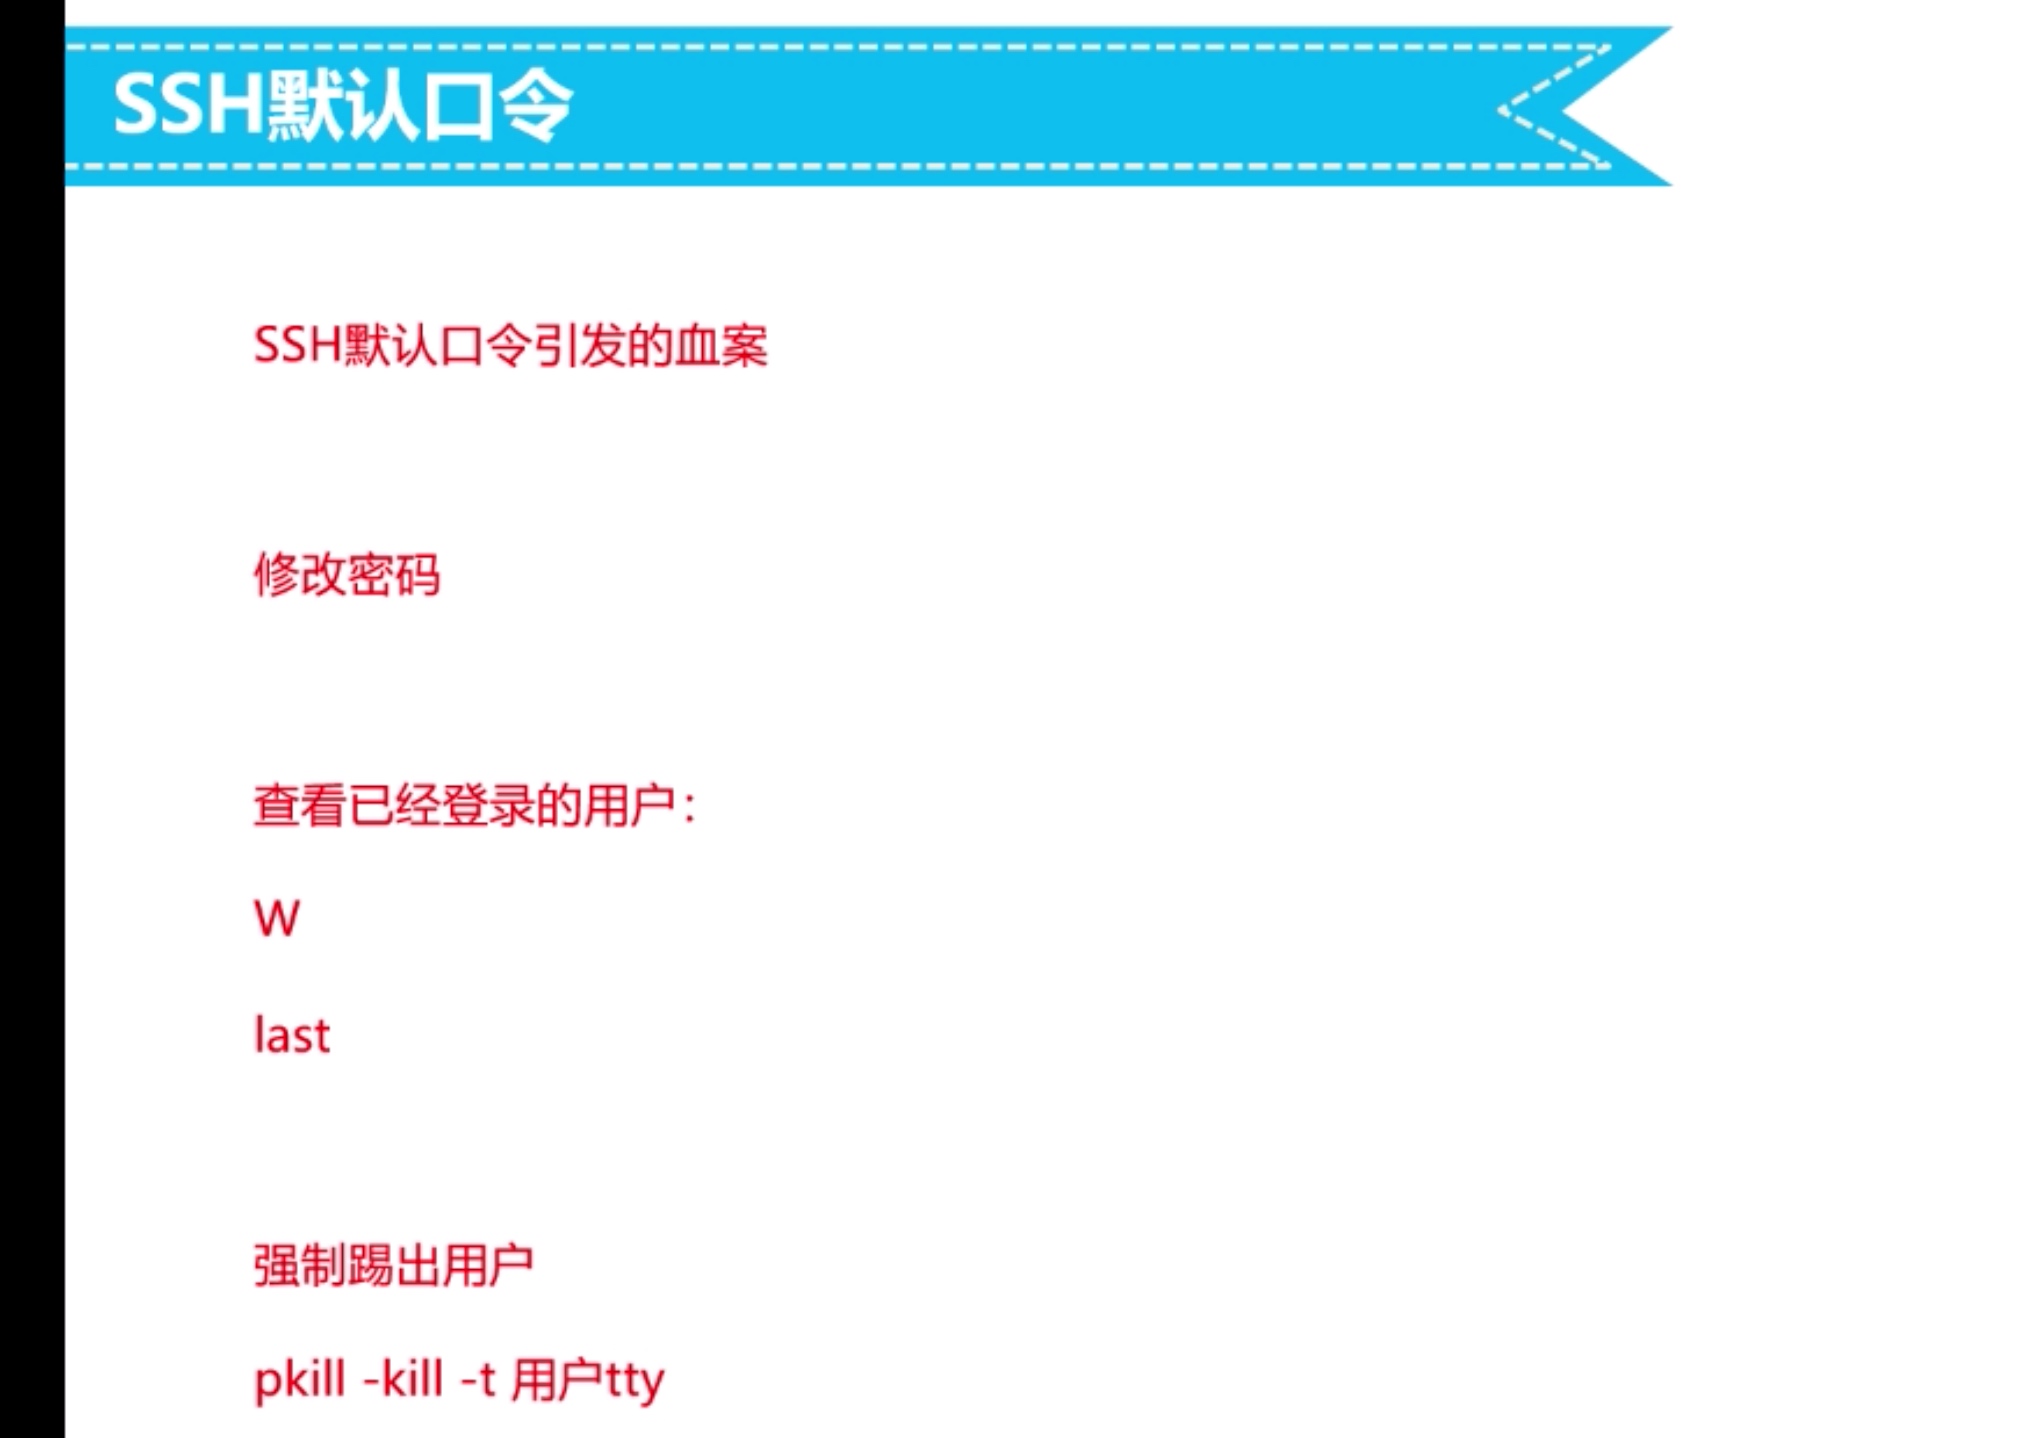 SSH默认口令
SSH默认口令引发的血案
修改密码
查看已经登录的用户：
W
last
强制踢出用户
pkill -kill -t 用户tty